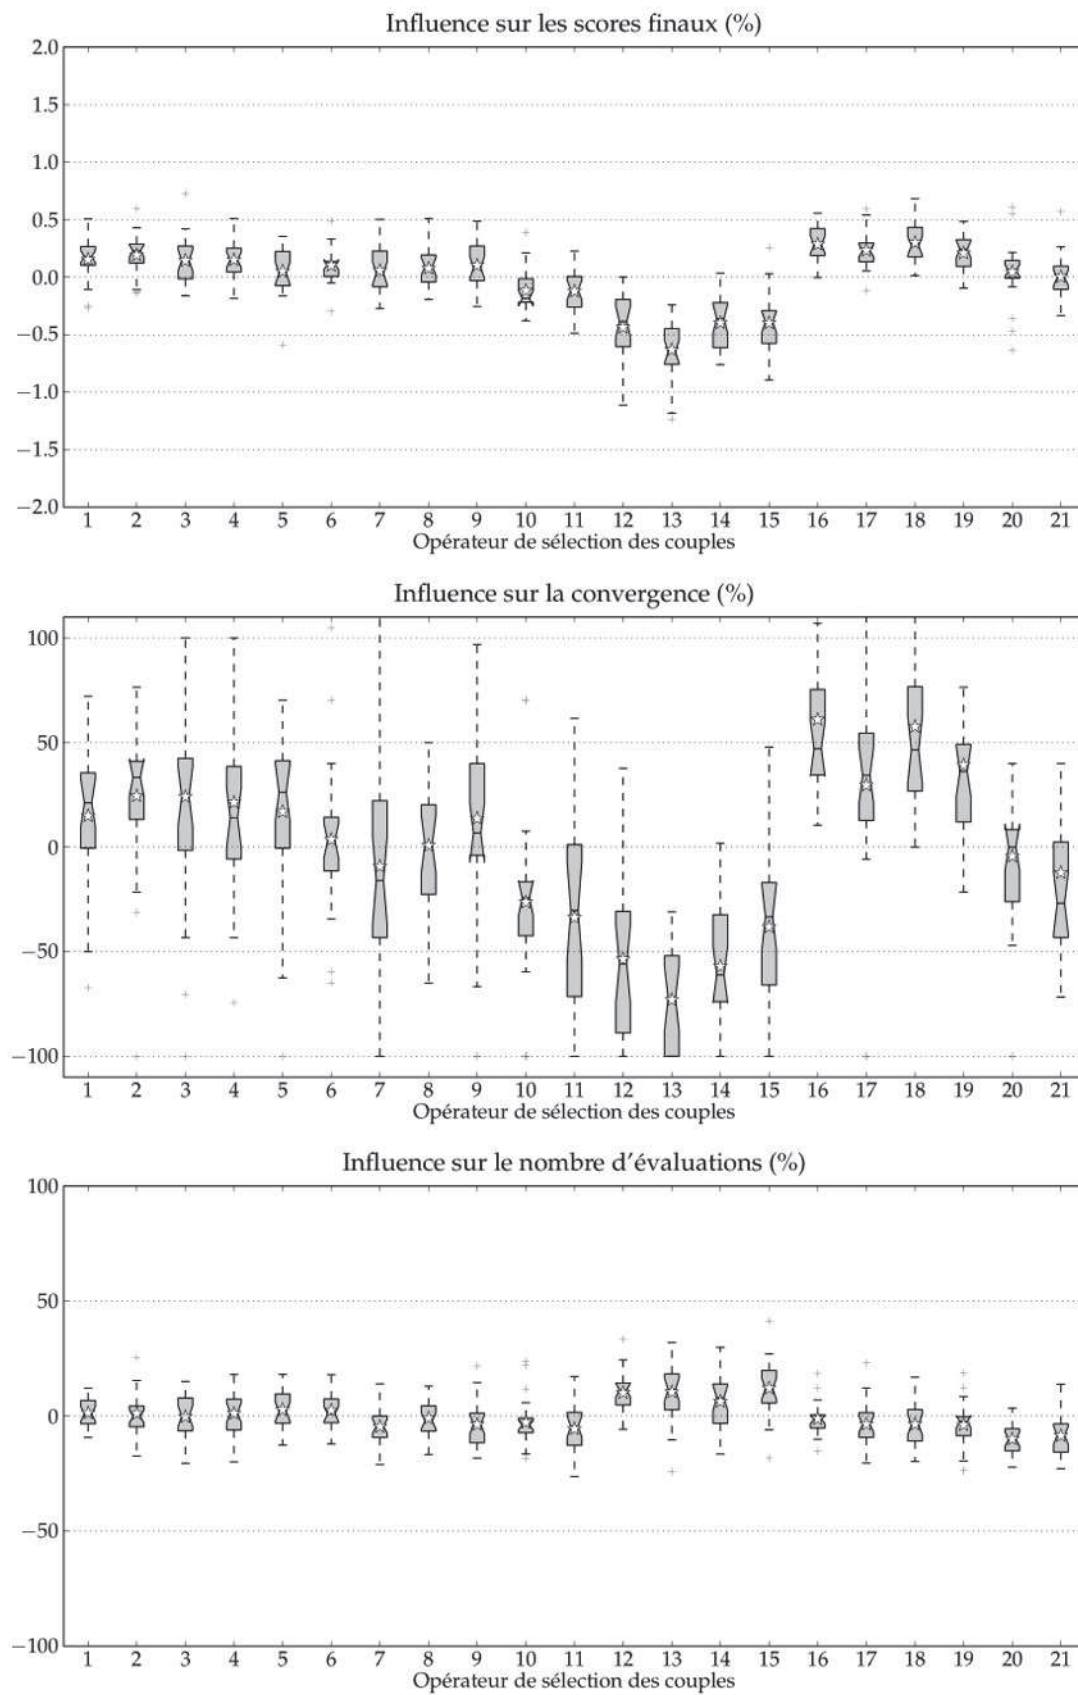 Influence sur les scores finaux (%)
2.0
1.5
1.0
0.5
0.0
−0.5
−1.0
−1.5
−2.0
1 2 3 4 5 6 7 8 9 10 11 12 13 14 15 16 17 18 19 20 21
Opérateur de sélection des couples
Influence sur la convergence (%)
100
50
0
−50
−100
1 2 3 4 5 6 7 8 9 10 11 12 13 14 15 16 17 18 19 20 21
Opérateur de sélection des couples
Influence sur le nombre d'évaluations (%)
100
50
0
−50
−100
1 2 3 4 5 6 7 8 9 10 11 12 13 14 15 16 17 18 19 20 21
Opérateur de sélection des couples